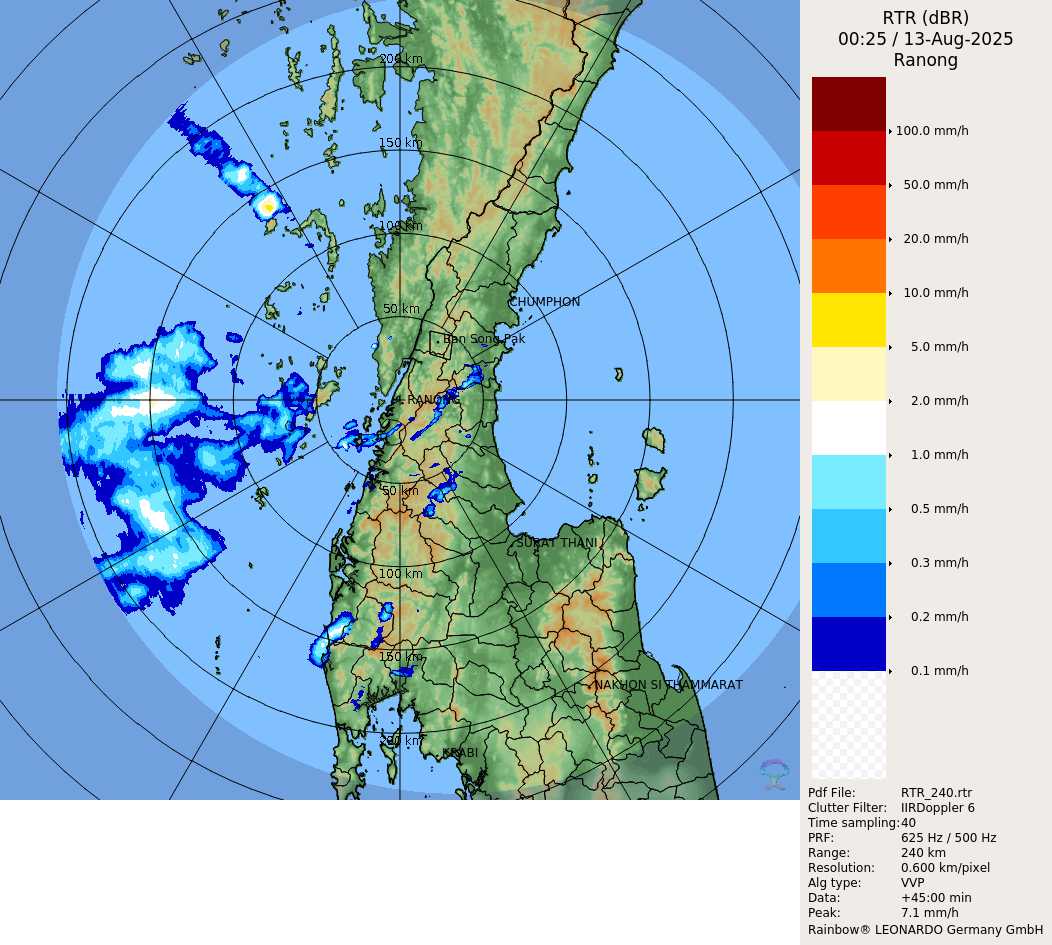 RTR (dBR)
00:25 / 13-Aug-2025
Ranong
200 km
150 km
100 km
50 km
CHUMPHON
Ban Song Pak
RANONG
50 km
SURAT THANI
100 km
150 km
NAKHON SI THAMMARAT
200 km
KRABI
100.0 mm/h
50.0 mm/h
20.0 mm/h
10.0 mm/h
5.0 mm/h
2.0 mm/h
1.0 mm/h
0.5 mm/h
0.3 mm/h
0.2 mm/h
0.1 mm/h
Pdf File: RTR_240.rtr
Clutter Filter: IIRDoppler 6
Time sampling:40
PRF: 625 Hz / 500 Hz
Range: 240 km
Resolution: 0.600 km/pixel
Alg type: VVP
Data: +45:00 min
Peak: 7.1 mm/h
Rainbow® LEONARDO Germany GmbH